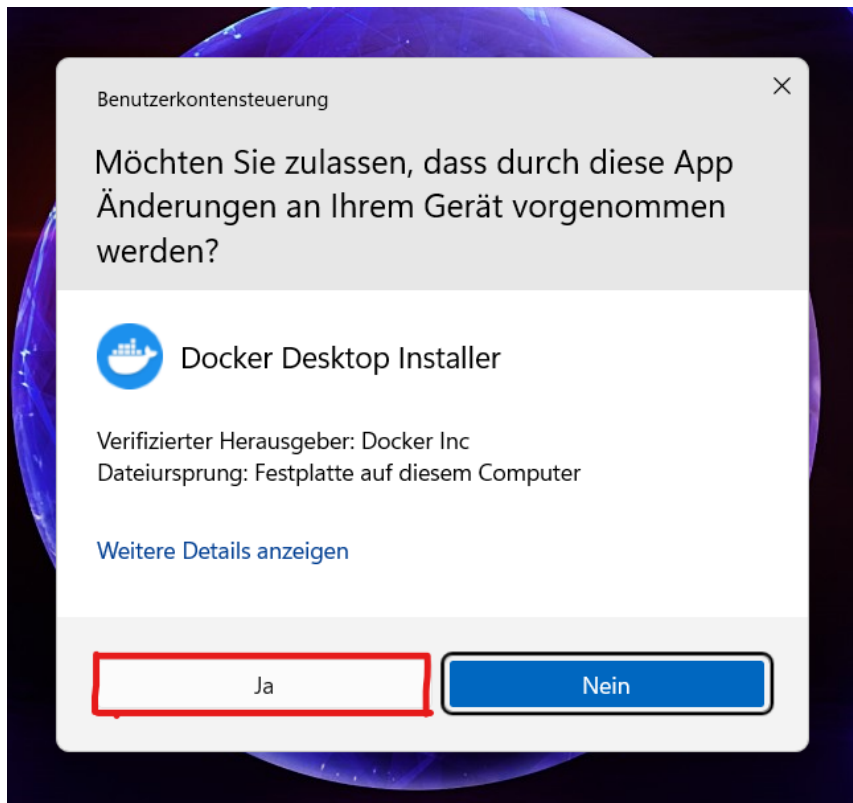 Benutzerkontensteuerung
Möchten Sie zulassen, dass durch diese App
Änderungen an Ihrem Gerät vorgenommen
werden?
Docker Desktop Installer
Verifizierter Herausgeber: Docker Inc
Dateiursprung: Festplatte auf diesem Computer
Weitere Details anzeigen
Ja
Nein